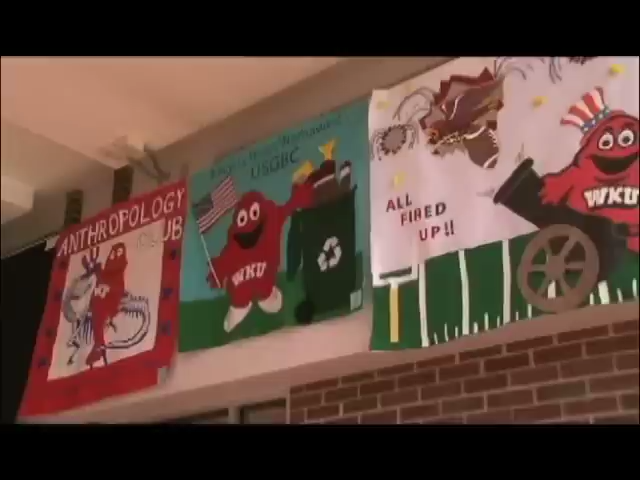 ANTHROPOLOGY
CLUB
USGBC
WKU
ALL
FIRED
UP!!
WKU